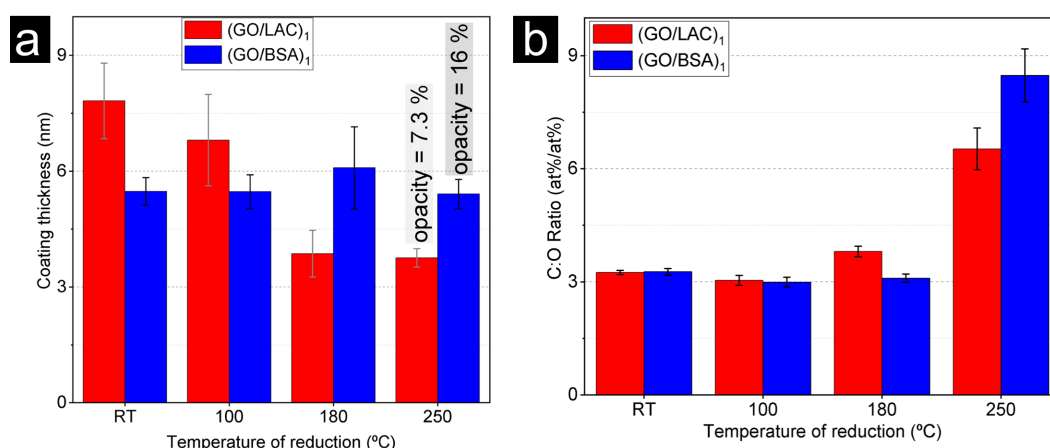 a
(GO/LAC)1
(GO/BSA)1
opacity = 7.3 %
opacity = 16 %
Coating thickness (nm)
9
6
3
0
RT 100 180 250
Temperature of reduction (ºC)
b
(GO/LAC)1
(GO/BSA)1
C:O Ratio (at%/at%)
9
6
3
0
RT 100 180 250
Temperature of reduction (ºC)